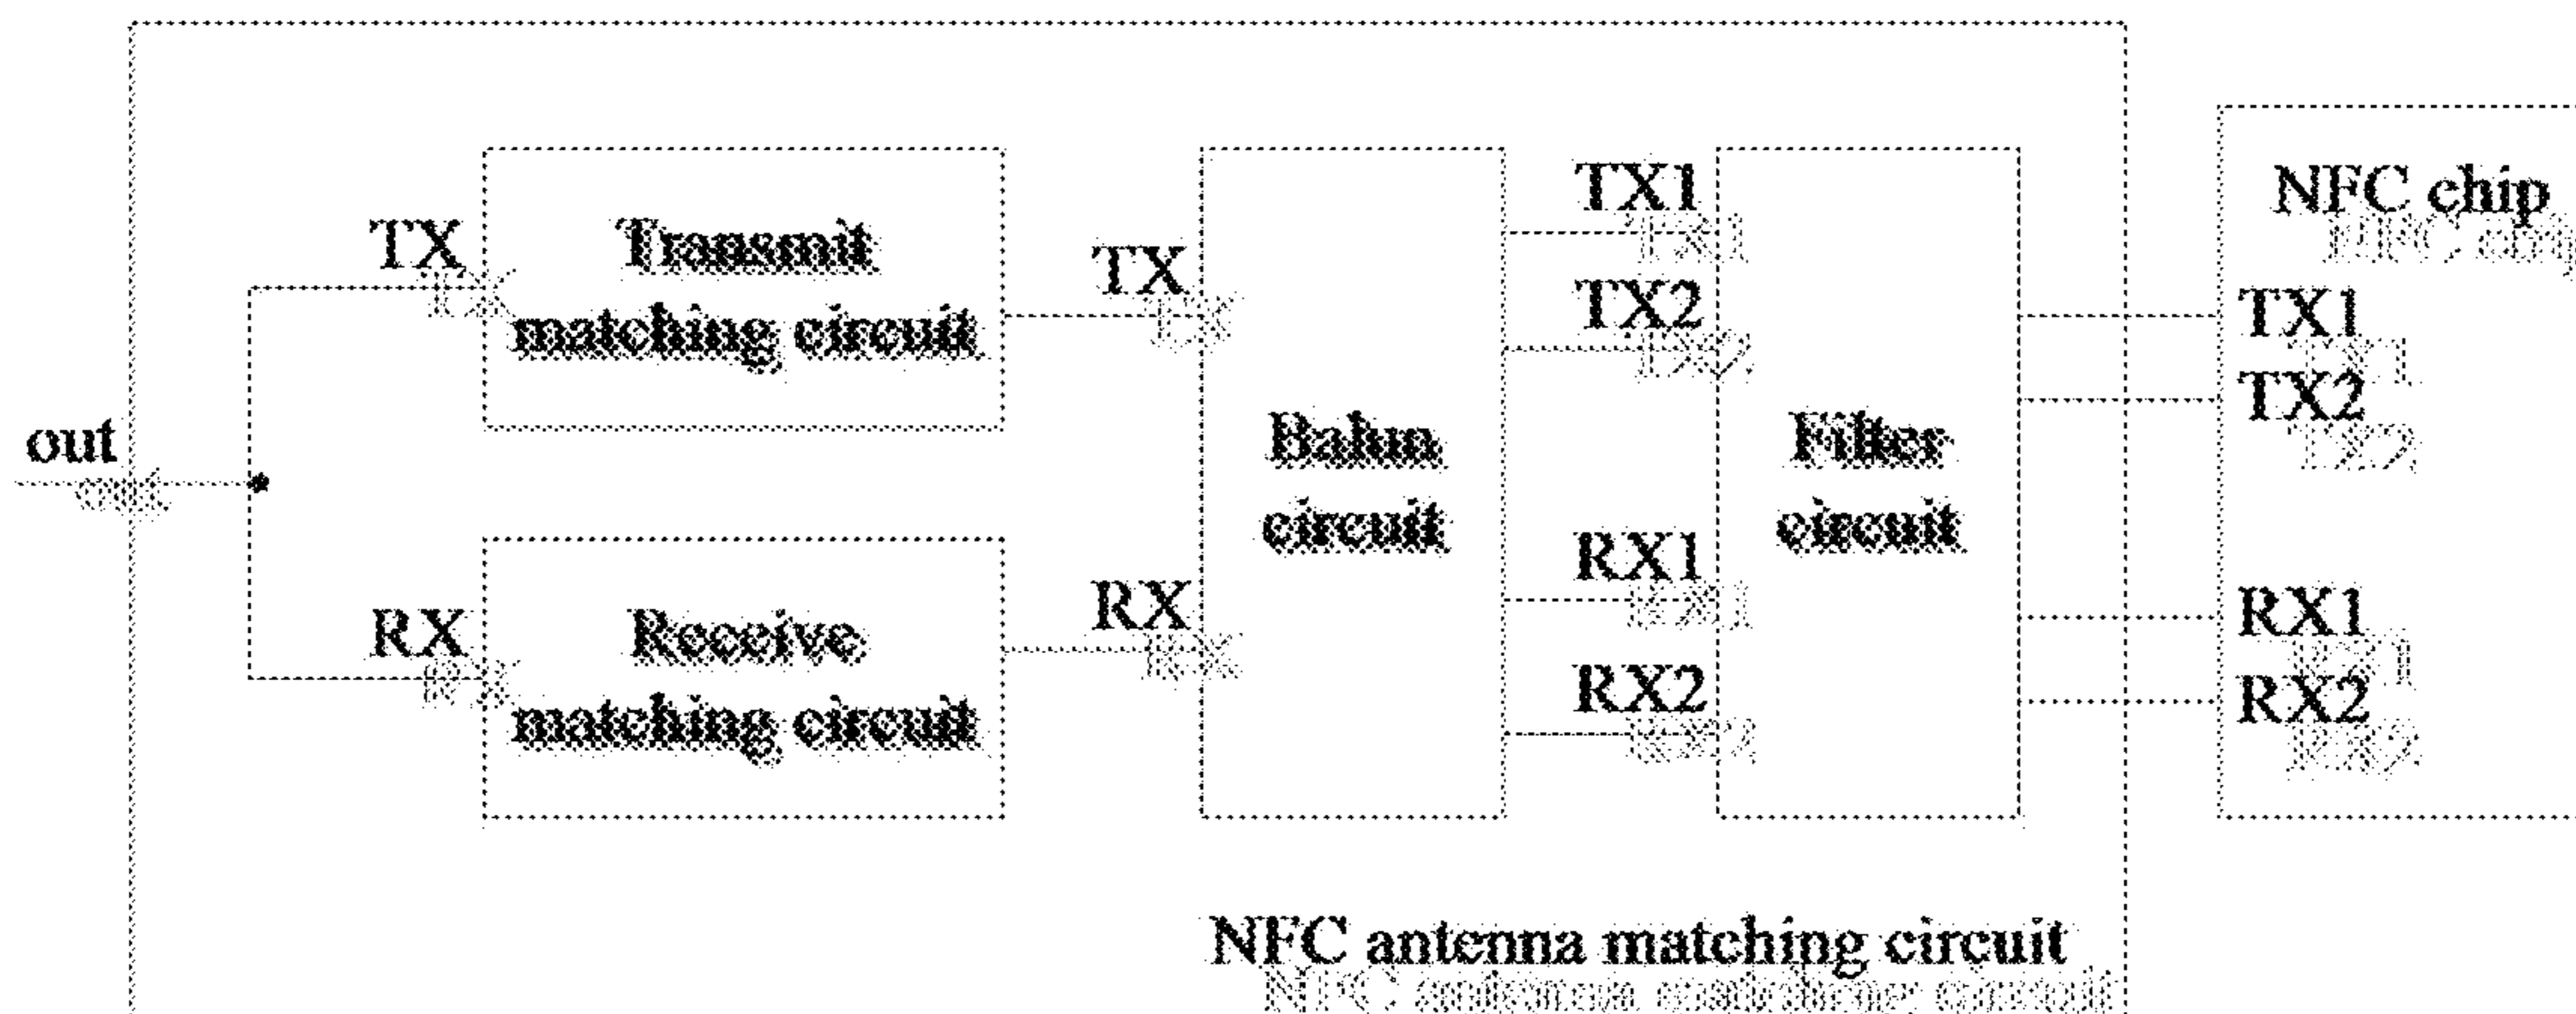 out
TX
Transmit
matching circuit
RX
Receive
matching circuit
TX
RX
Balun
circuit
TX1
TX2
RX1
RX2
Filter
circuit
NFC chip
TX1
TX2
RX1
RX2
NFC antenna matching circuit